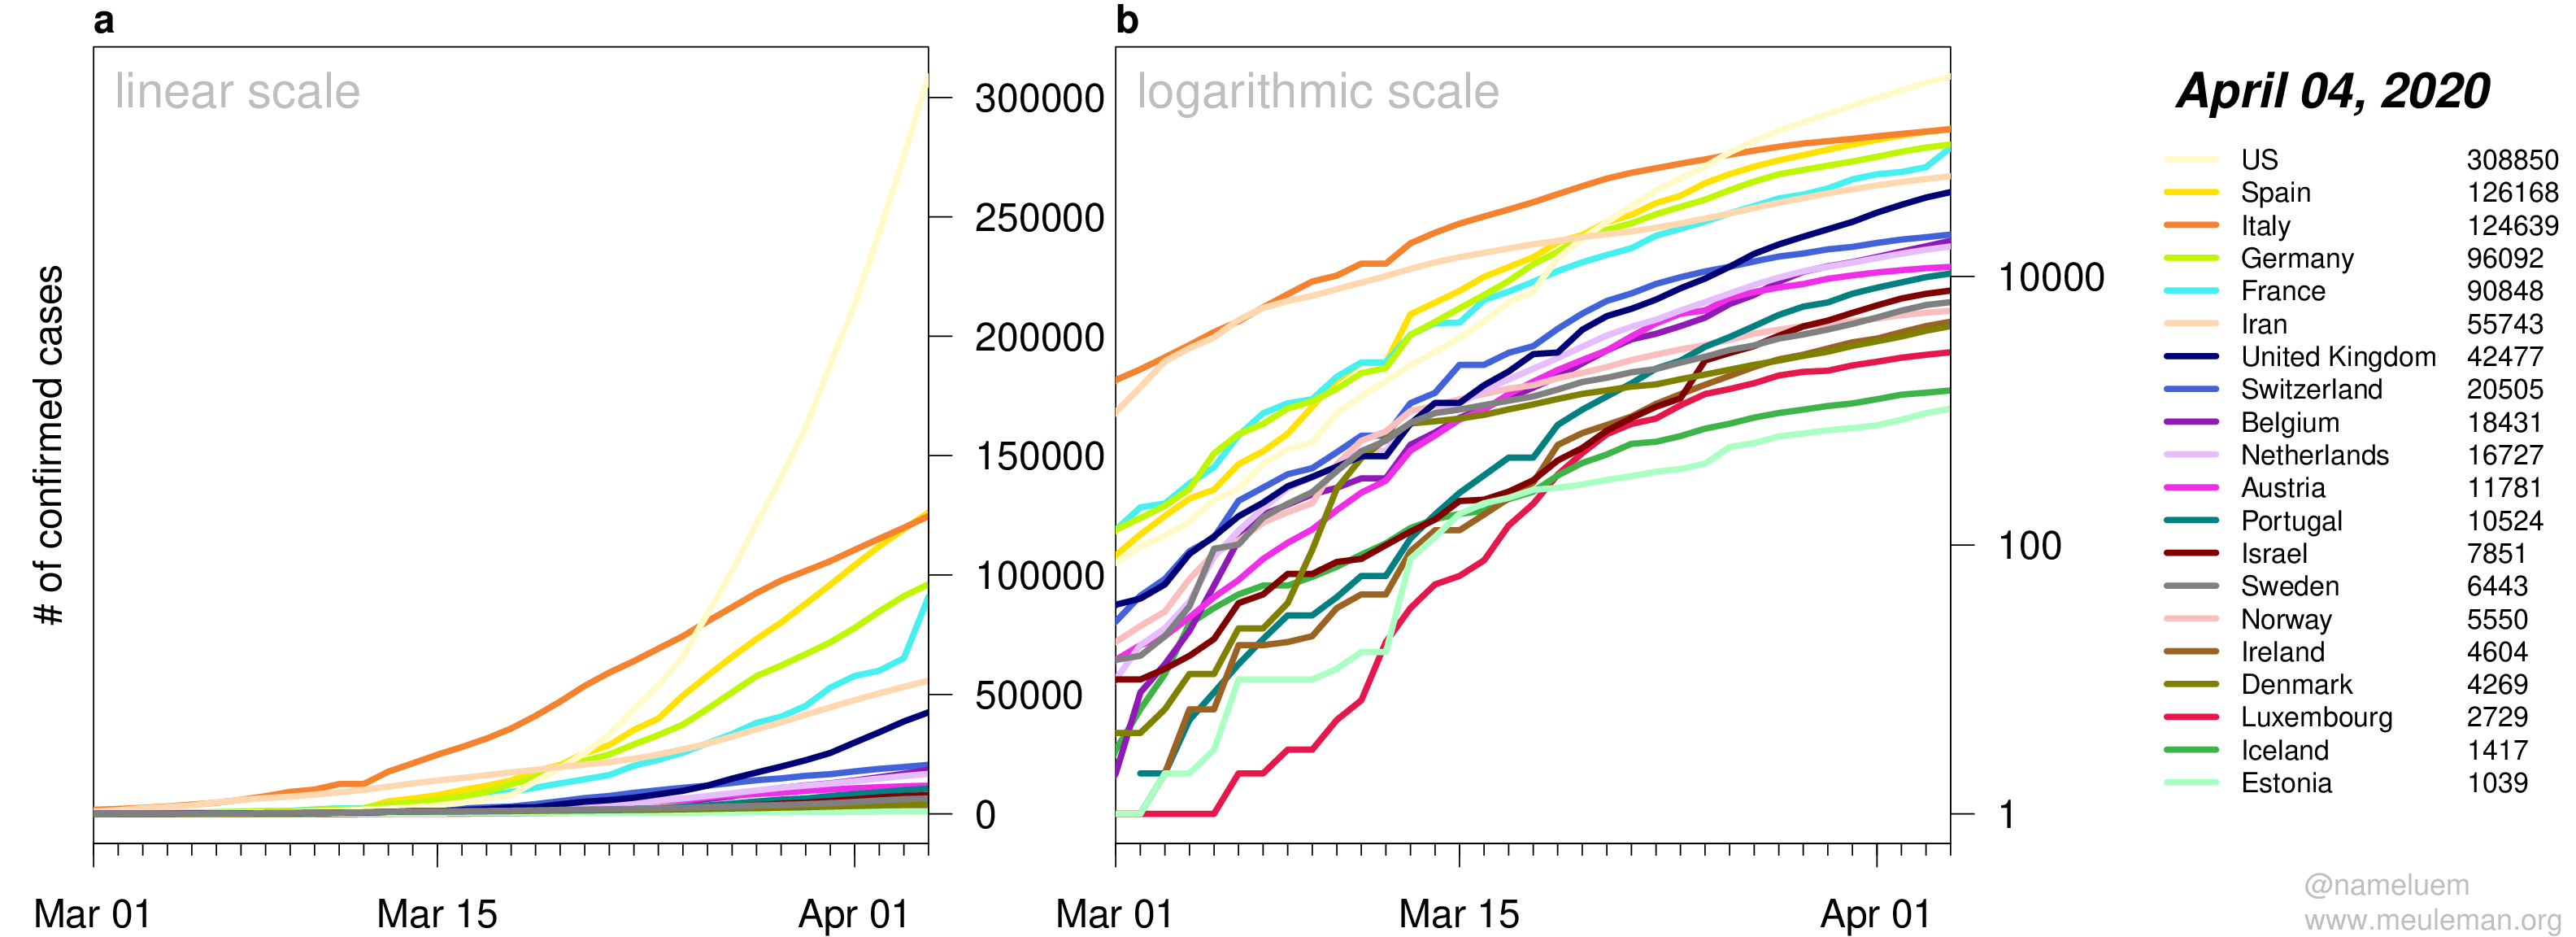 a
linear scale
# of confirmed cases
300000
250000
200000
150000
100000
50000
0
Mar 01
Mar 15
Apr 01
b
logarithmic scale
10000
100
1
Mar 01
Mar 15
Apr 01
April 04, 2020
US 308850
Spain 126168
Italy 124639
Germany 96092
France 90848
Iran 55743
United Kingdom 42477
Switzerland 20505
Belgium 18431
Netherlands 16727
Austria 11781
Portugal 10524
Israel 7851
Sweden 6443
Norway 5550
Ireland 4604
Denmark 4269
Luxembourg 2729
Iceland 1417
Estonia 1039
@nameluem
www.meuleman.org